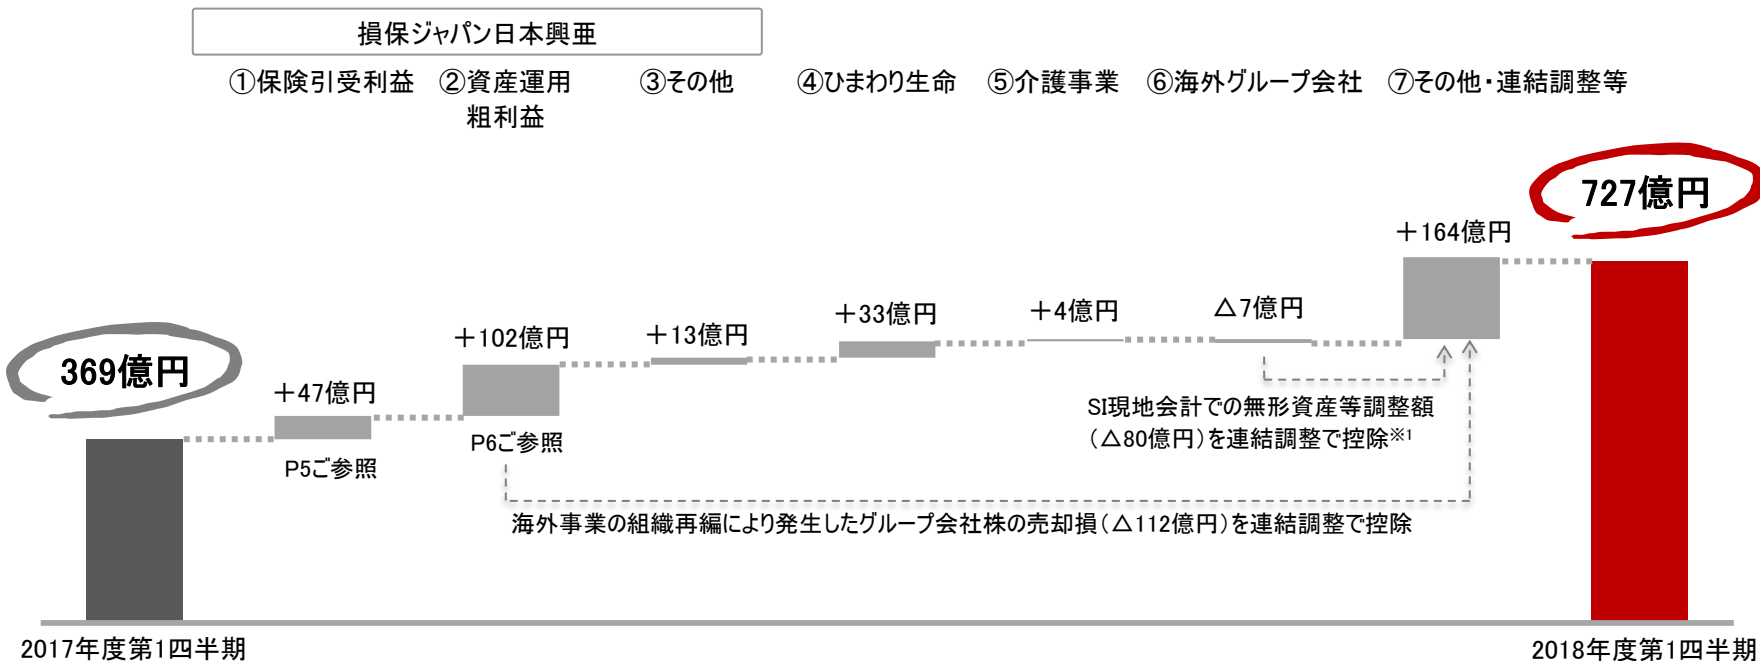 損保ジャパン日本興亜
①保険引受利益
②資産運用
粗利益
③その他
④ひまわり生命
⑤介護事業
⑥海外グループ会社
⑦その他・連結調整等
727億円
＋164億円
△7億円
＋4億円
＋33億円
＋13億円
＋102億円
369億円
＋47億円
P5ご参照
P6ご参照
SI現地会計での無形資産等調整額
（△80億円）を連結調整で控除※1
海外事業の組織再編により発生したグループ会社株の売却損（△112億円）を連結調整で控除
2017年度第1四半期
2018年度第1四半期